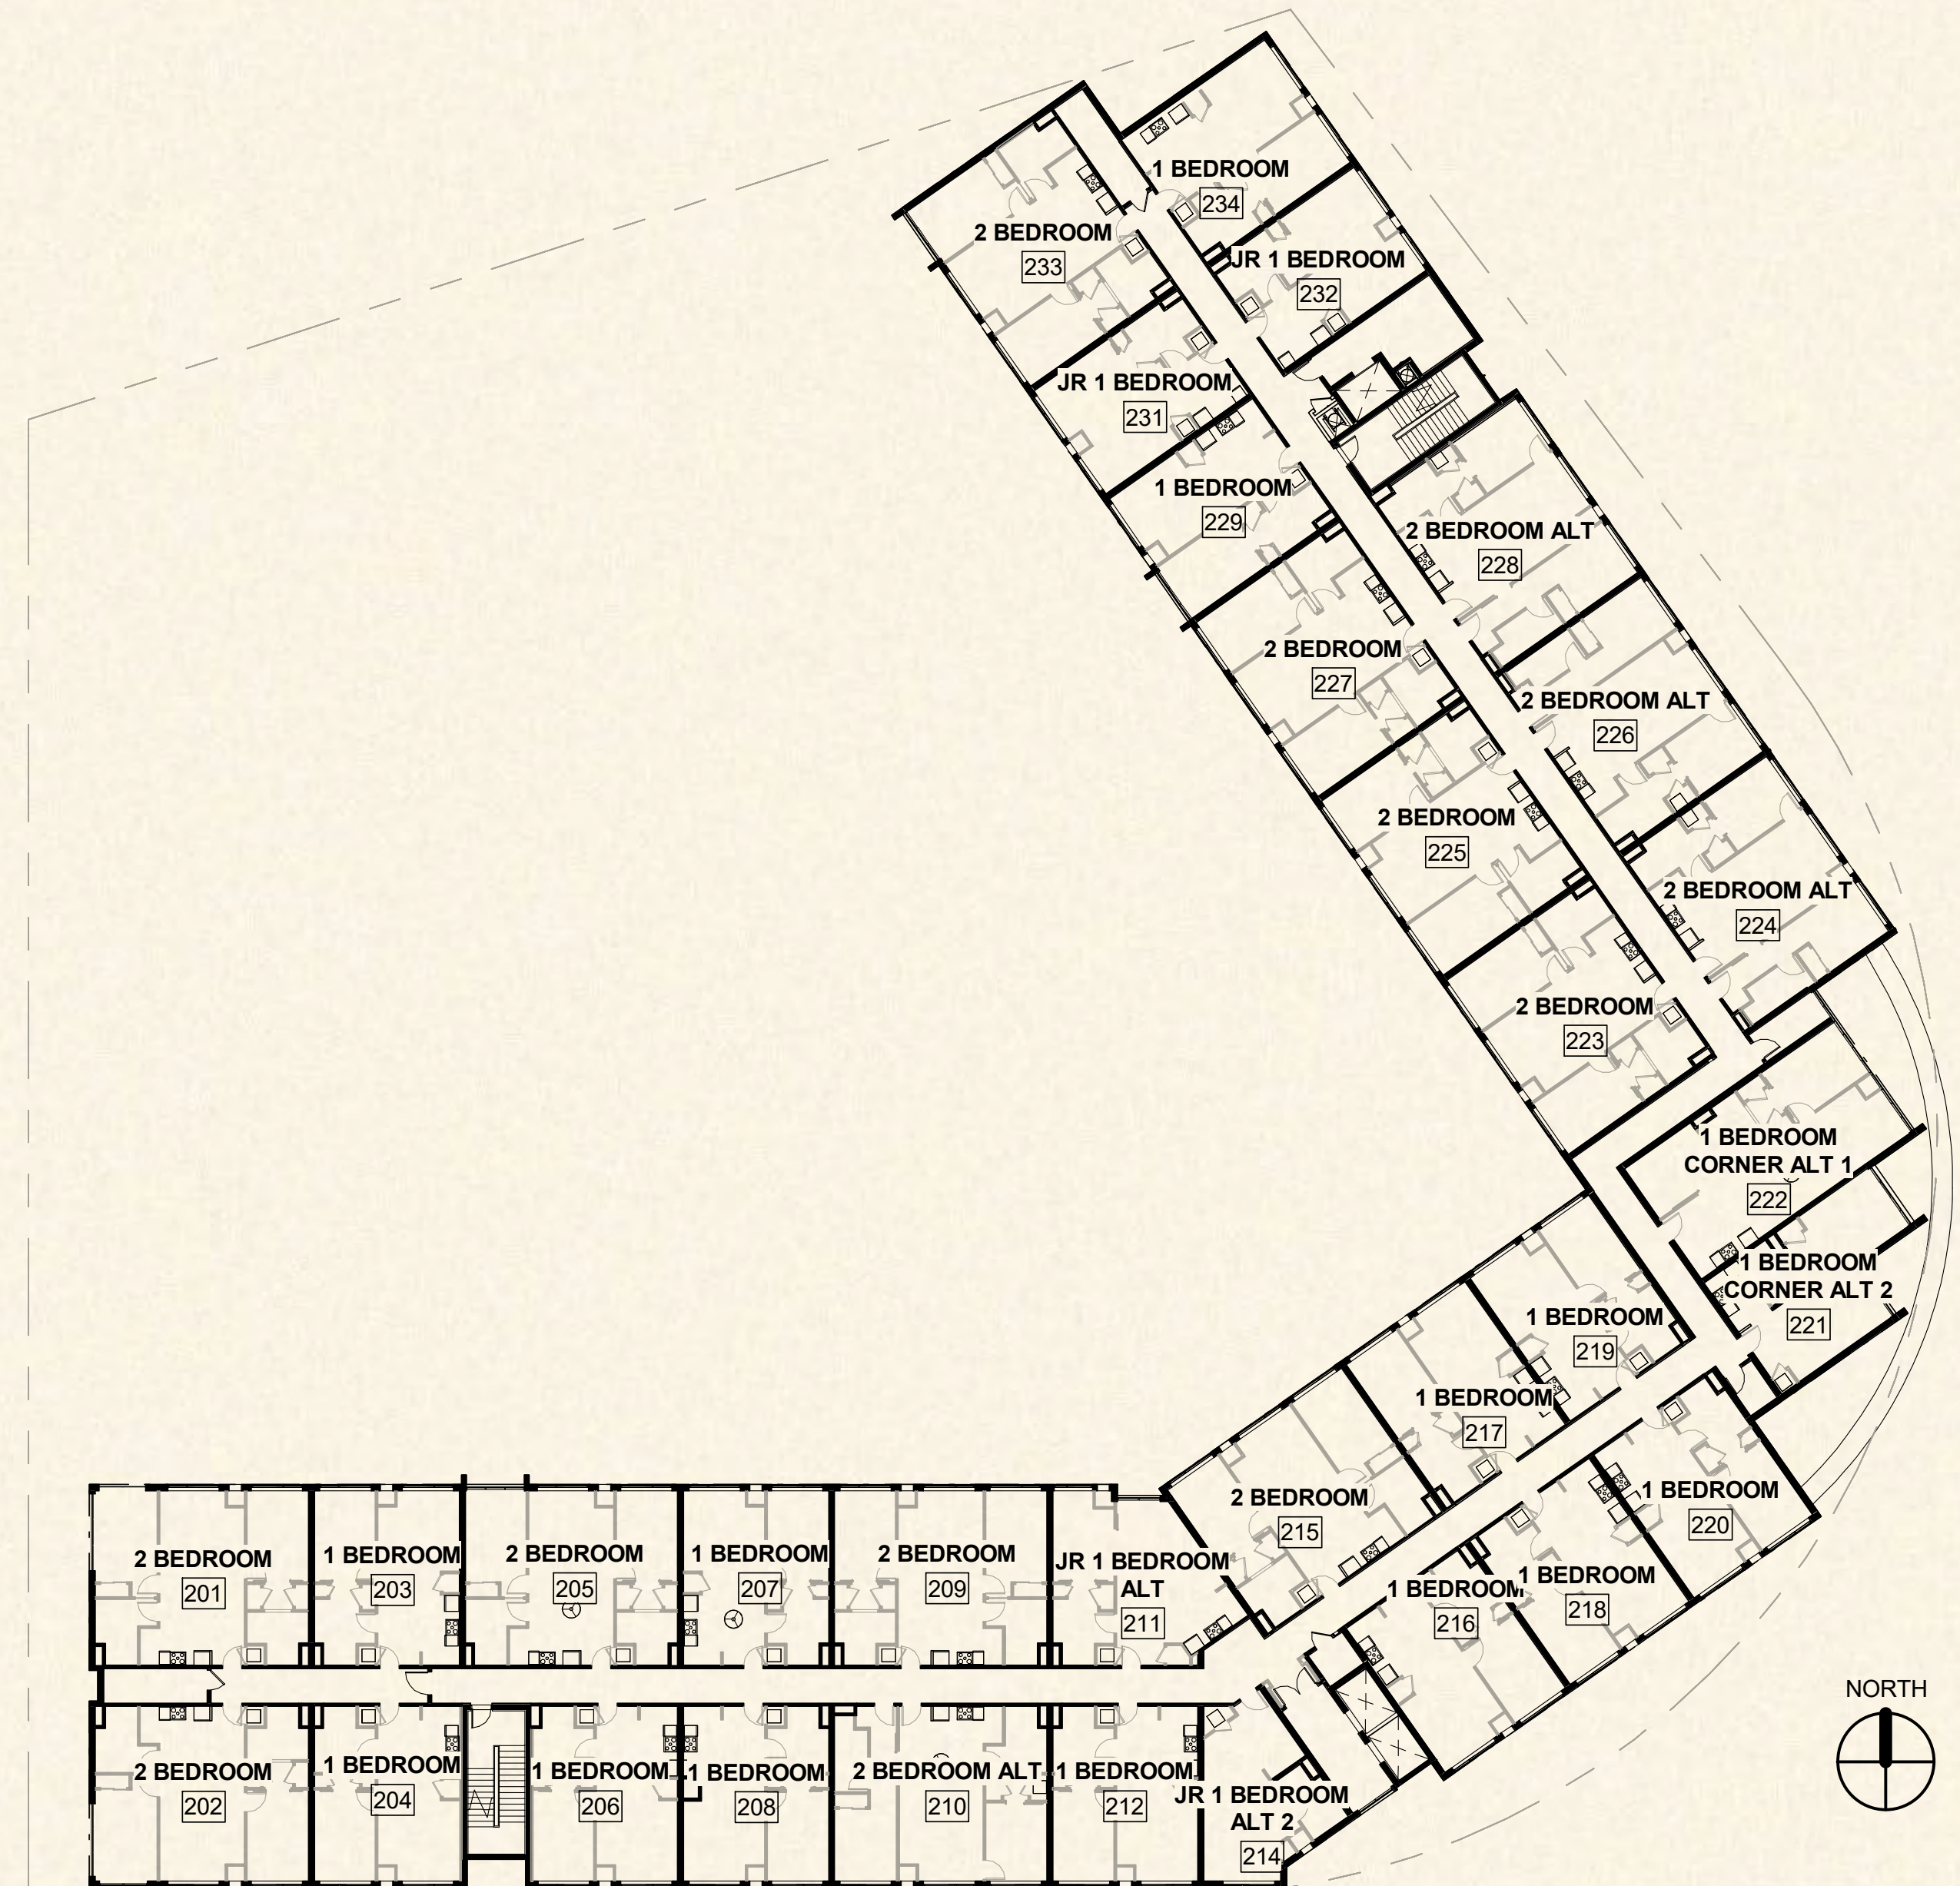 1 BEDROOM
234
2 BEDROOM
233
JR 1 BEDROOM
232
JR 1 BEDROOM
231
1 BEDROOM
229
2 BEDROOM ALT
228
2 BEDROOM
227
2 BEDROOM ALT
226
2 BEDROOM
225
2 BEDROOM ALT
224
2 BEDROOM
223
1 BEDROOM
CORNER ALT 1
222
1 BEDROOM
CORNER ALT 2
221
1 BEDROOM
219
1 BEDROOM
217
1 BEDROOM
220
2 BEDROOM
215
1 BEDROOM
218
1 BEDROOM
216
2 BEDROOM
201
1 BEDROOM
203
2 BEDROOM
205
1 BEDROOM
207
2 BEDROOM
209
JR 1 BEDROOM
ALT
211
2 BEDROOM
202
1 BEDROOM
204
1 BEDROOM
206
1 BEDROOM
208
2 BEDROOM ALT
210
1 BEDROOM
212
JR 1 BEDROOM
ALT 2
214
NORTH